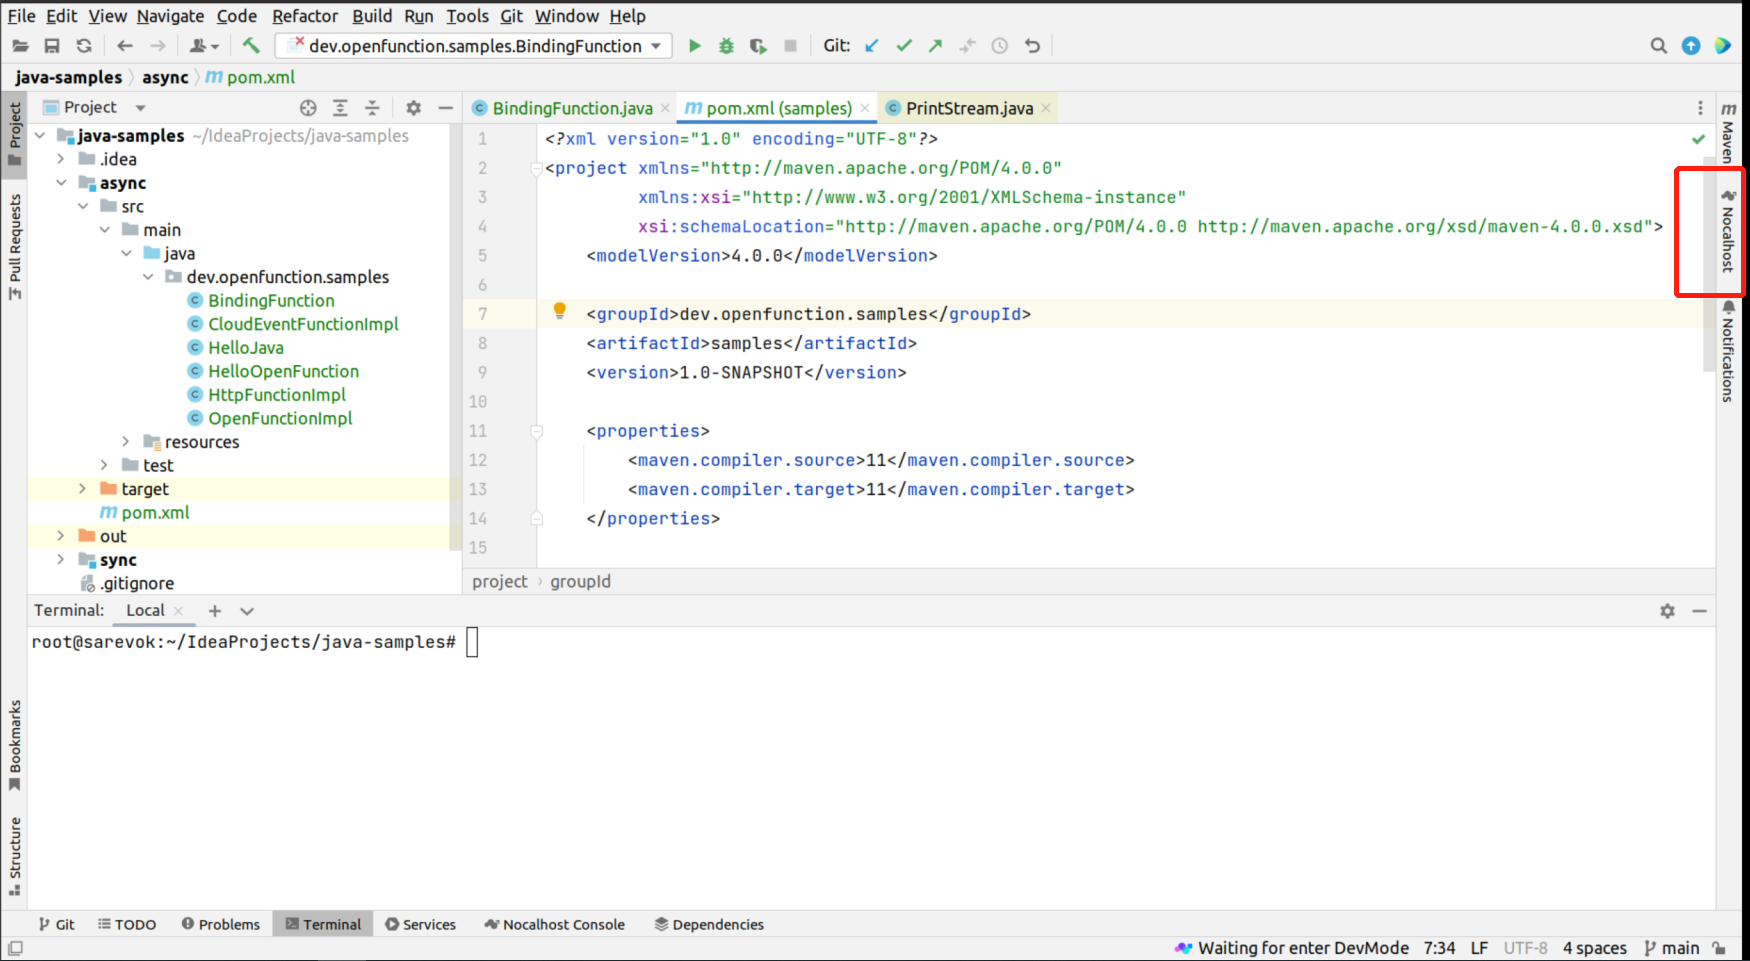 File Edit View Navigate Code Refactor Build Run Tools Git Window Help
dev.openfunction.samples.BindingFunction Git:
java-samples async m pom.xml
Project
BindingFunction.java m pom.xml (samples) PrintStream.java
java-samples ~/IdeaProjects/java-samples
.idea
async
src
main
java
dev.openfunction.samples
BindingFunction
CloudEventFunctionImpl
HelloJava
HelloOpenFunction
HttpFunctionImpl
OpenFunctionImpl
resources
test
target
m pom.xml
out
sync
.gitignore
Project
Pull Requests
Bookmarks
Structure
1 <?xml version="1.0" encoding="UTF-8"?>
2 <project xmlns="http://maven.apache.org/POM/4.0.0"
3 xmlns:xsi="http://www.w3.org/2001/XMLSchema-instance"
4 xsi:schemaLocation="http://maven.apache.org/POM/4.0.0 http://maven.apache.org/xsd/maven-4.0.0.xsd">
5 <modelVersion>4.0.0</modelVersion>
6
7 <groupId>dev.openfunction.samples</groupId>
8 <artifactId>samples</artifactId>
9 <version>1.0-SNAPSHOT</version>
10
11 <properties>
12 <maven.compiler.source>11</maven.compiler.source>
13 <maven.compiler.target>11</maven.compiler.target>
14 </properties>
15
project groupId
m Maven
Nocalhost
Notifications
Terminal: Local
root@sarevok:~/IdeaProjects/java-samples#
Git TODO Problems Terminal Services Nocalhost Console Dependencies
Waiting for enter DevMode 7:34 LF UTF-8 4 spaces main